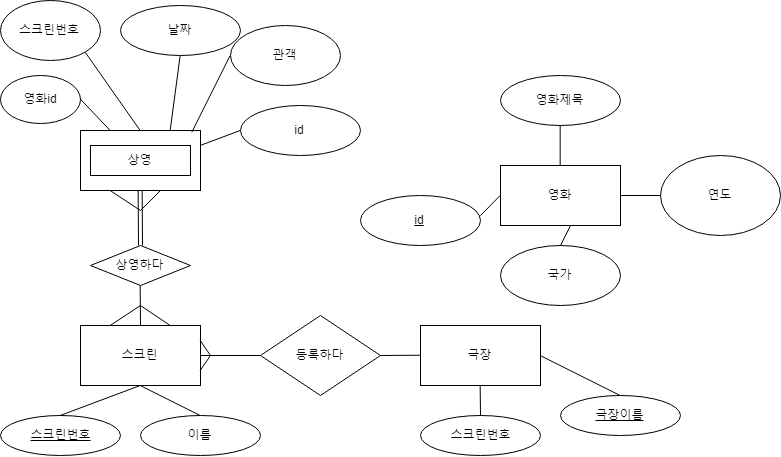 스크린번호
날짜
관객
영화id
id
상영
영화제목
영화
연도
id
국가
상영하다
스크린
등록하다
극장
스크린번호
이름
스크린번호
극장이름